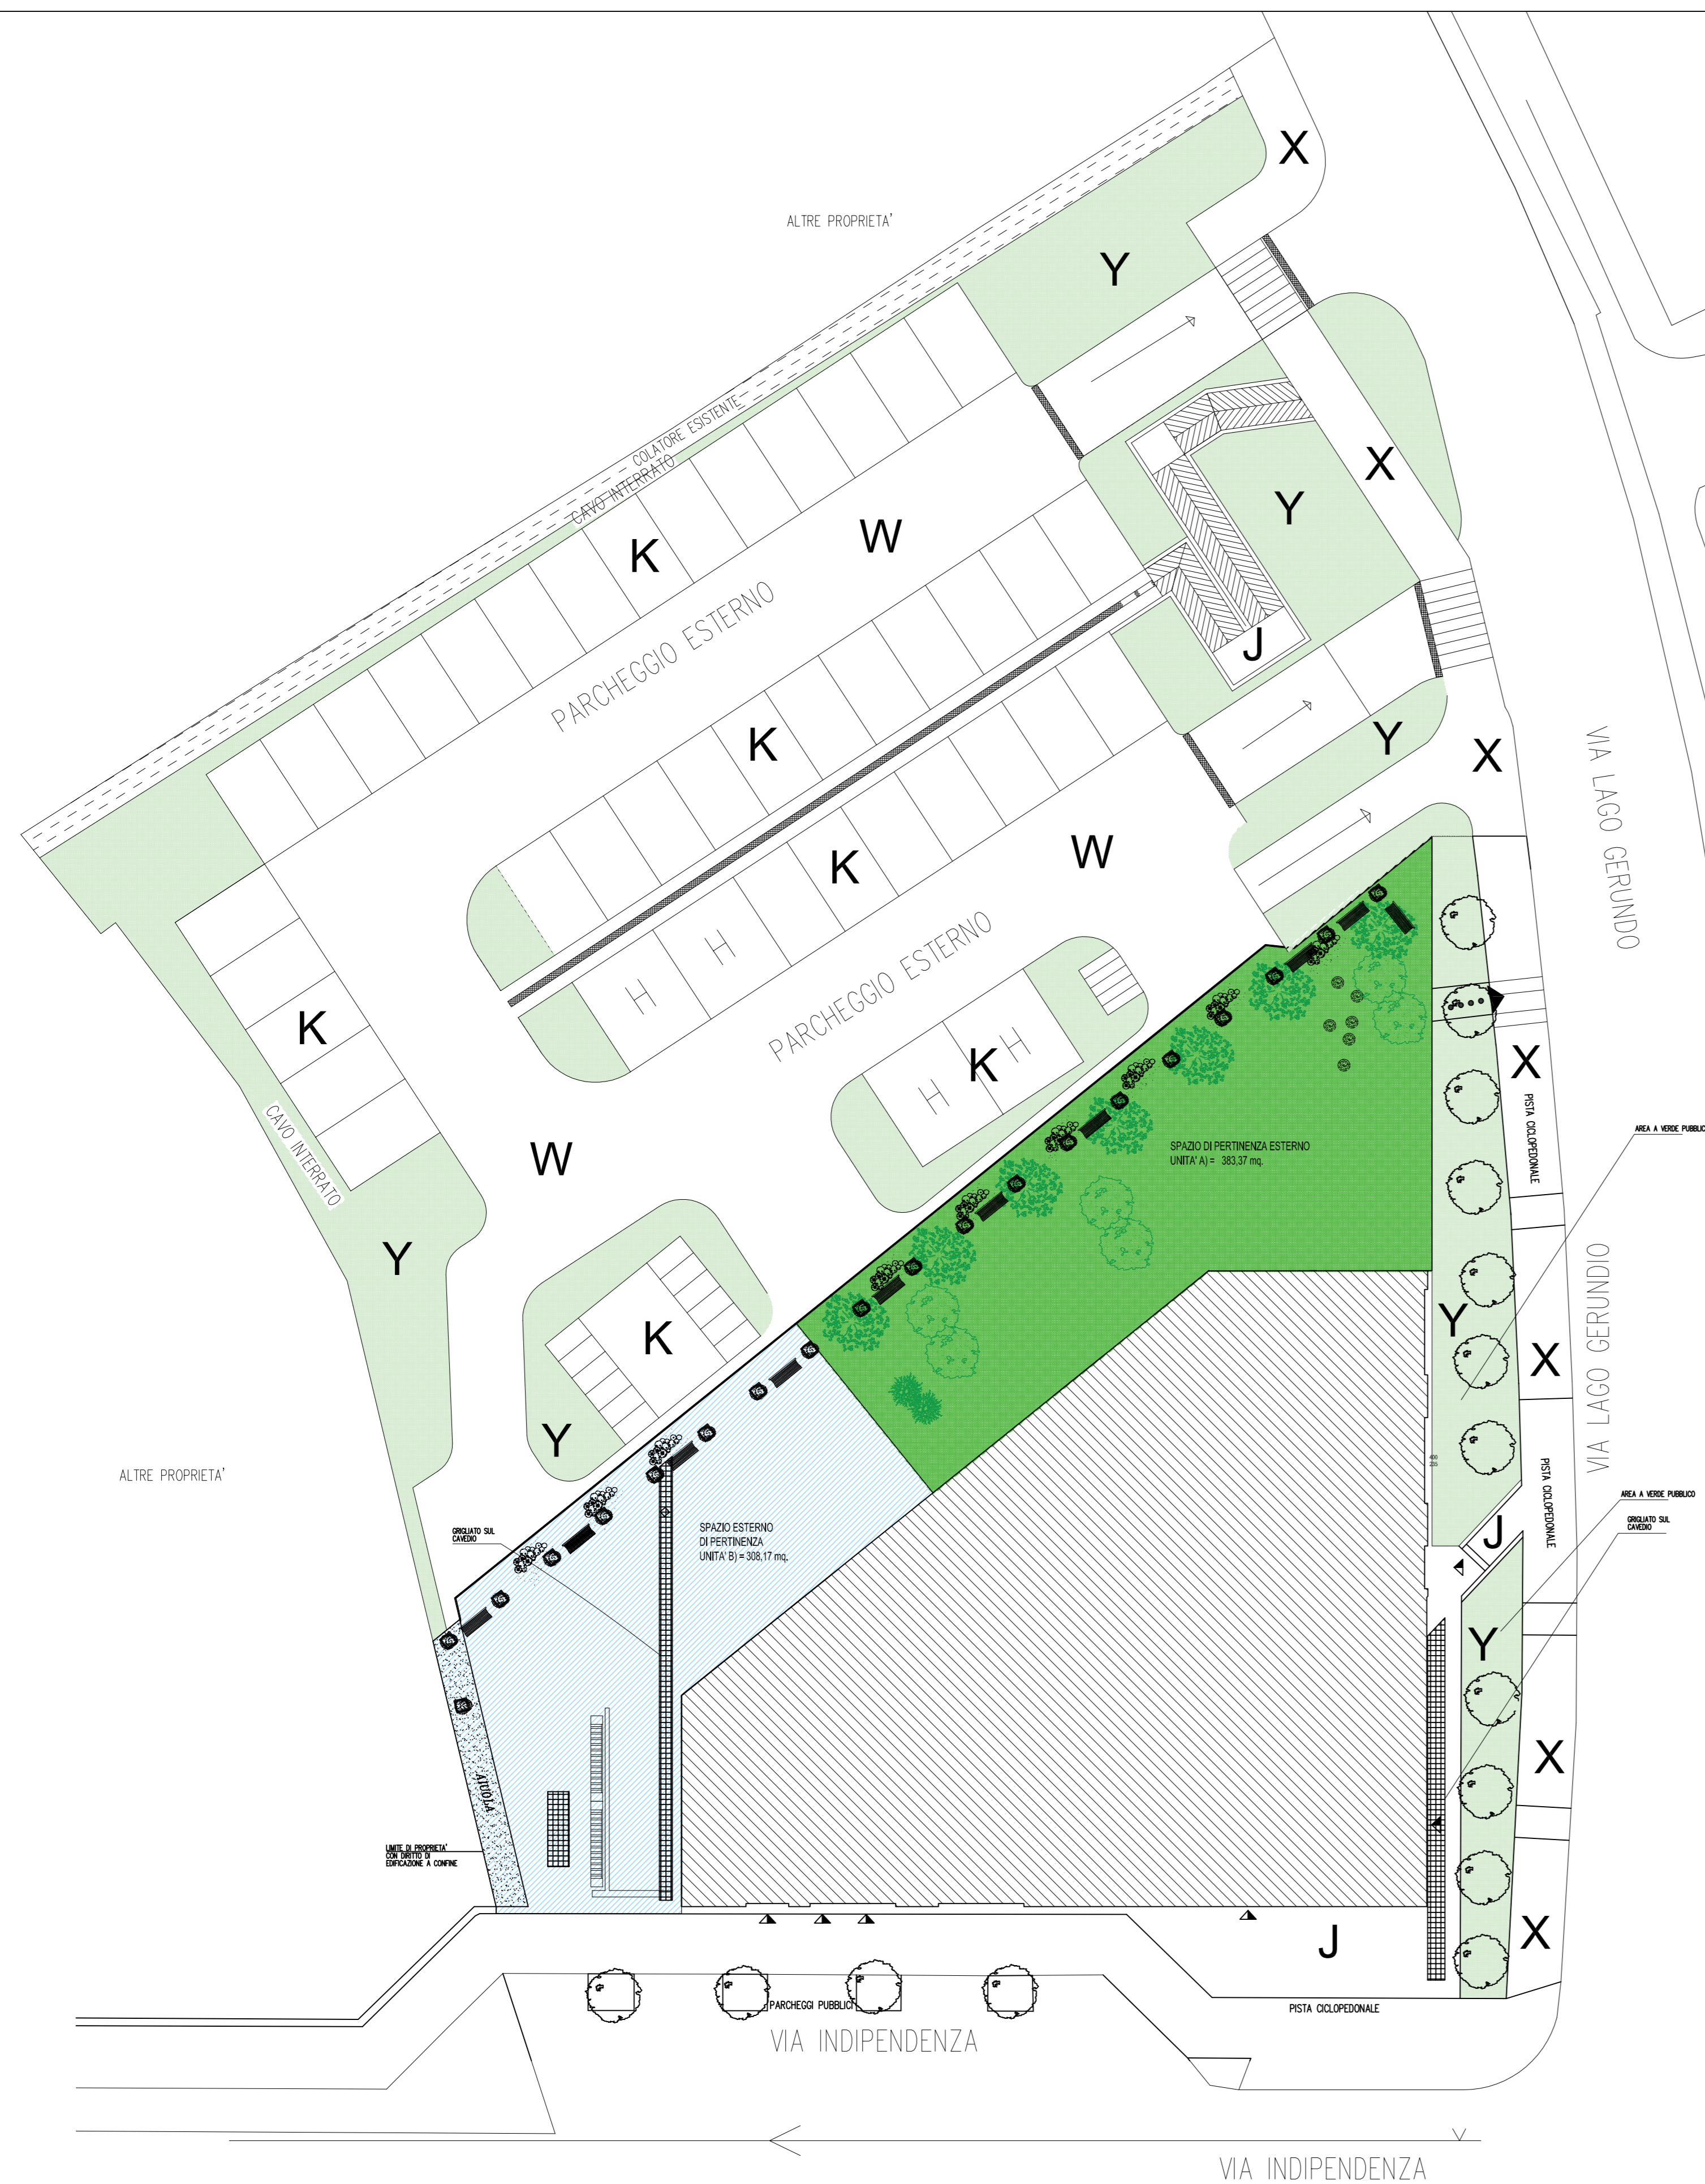 X
ALTRE PROPRIETA'
Y
COLATORE ESISTENTE
CAVO INTERRATO
X
Y
K
W
PARCHEGGIO ESTERNO
J
K
Y
X
VIA LAGO GERUNDO
W
K
H
H
PARCHEGGIO ESTERNO
K
K
H
H
X
CAVO INTERRATO
PISTA CICLOPEDONALE
AREA A VERDE PUBBLIC
W
SPAZIO DI PERTINENZA ESTERNO
UNITA' A) = 383,37 mq.
Y
K
Y
X
VIA LAGO GERUNDIO
Y
ALTRE PROPRIETA'
400
235
PISTA CICLOPEDONALE
AREA A VERDE PUBBLICO
GRIGLIATO SUL
CAVEDIO
GRIGLIATO SUL
CAVEDIO
SPAZIO ESTERNO
DI PERTINENZA
UNITA' B) = 308,17 mq.
J
Y
X
AIUOLA
LIMITE DI PROPRIETA'
CON DIRITTO DI
EDIFICAZIONE A CONFINE
J
X
PARCHEGGI PUBBLICI
PISTA CICLOPEDONALE
VIA INDIPENDENZA
VIA INDIPENDENZA